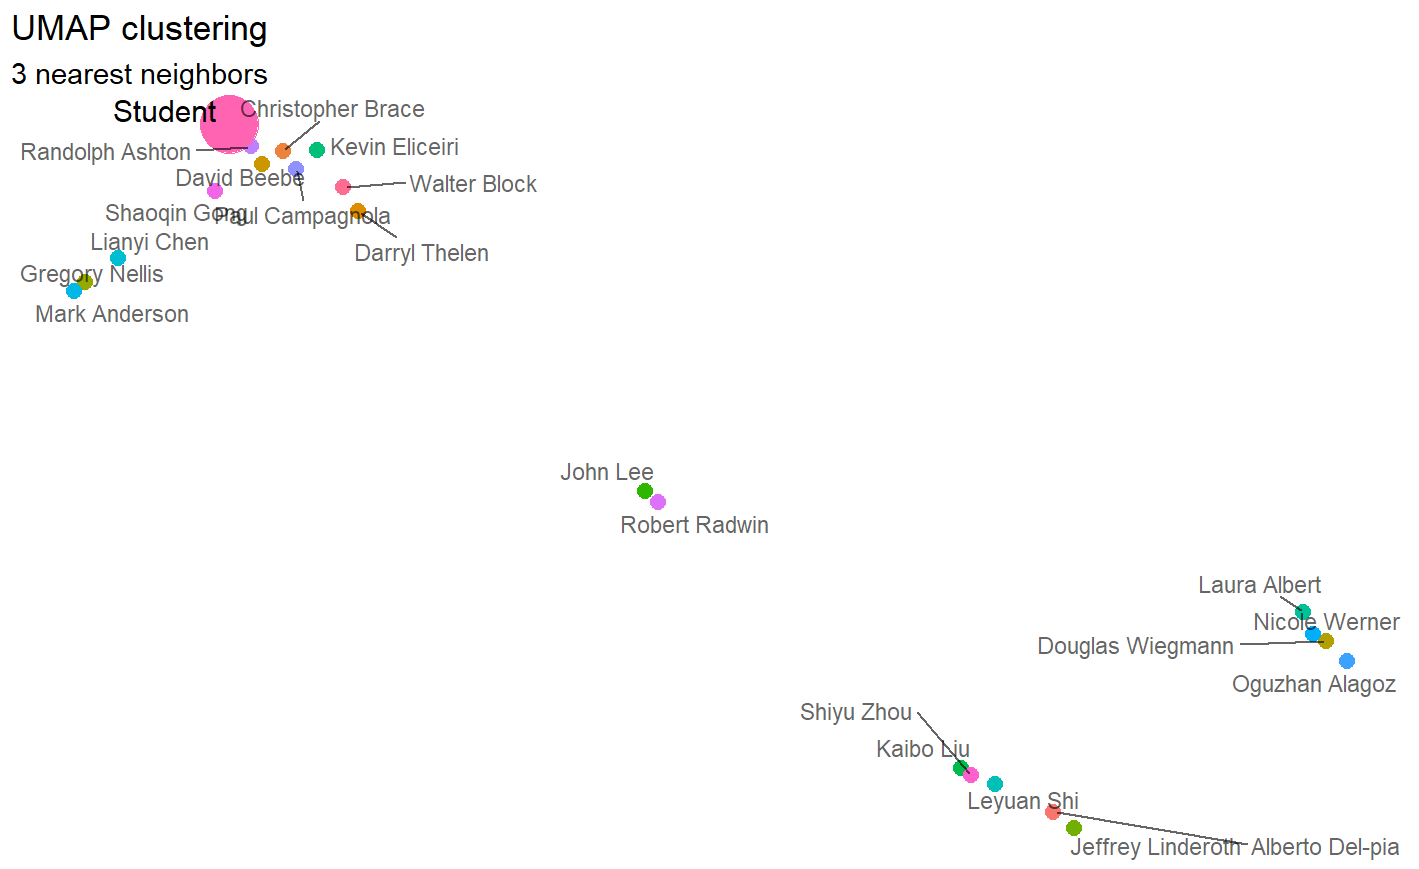 UMAP clustering
3 nearest neighbors
Student
Christopher Brace
Randolph Ashton
Kevin Eliceiri
David Beebe
Walter Block
Shaoqin Gong
Paul Campagnola
Lianyi Chen
Darryl Thelen
Gregory Nellis
Mark Anderson
John Lee
Robert Radwin
Laura Albert
Nicole Werner
Douglas Wiegmann
Oguzhan Alagoz
Shiyu Zhou
Kaibo Liu
Leyuan Shi
Jeffrey Linderoth
Alberto Del-pia